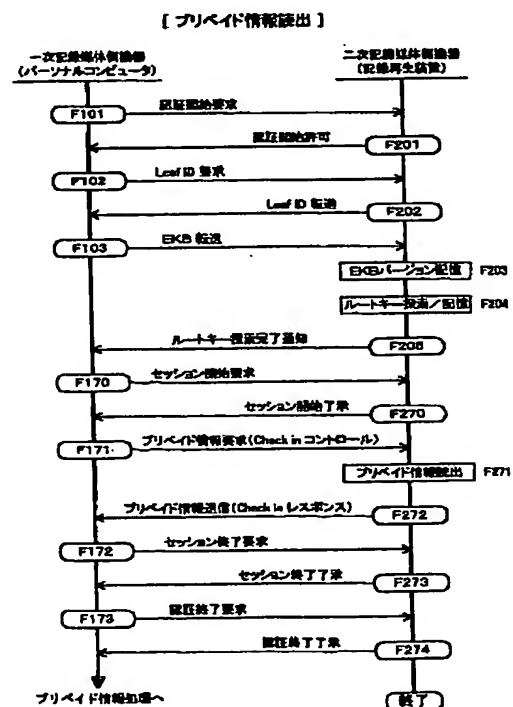 [ プリペイド情報読出 ]
一次記録媒体側機器
(パーソナルコンピュータ)
二次記録媒体側機器
(記録再生装置)
認証開始要求
F101
認証開始許可
F201
Leaf ID 要求
F102
Leaf ID 転送
F202
EKB 転送
F103
EKBバージョン記憶 F203
ルートキー探索/記憶 F204
ルートキー探索完了通知
F205
セッション開始要求
F170
セッション開始了承
F270
プリペイド情報要求(Check in コントロール)
F171
プリペイド情報読出 F271
プリペイド情報送信(Check in レスポンス)
F272
セッション終了要求
F172
セッション終了了承
F273
認証終了要求
F173
認証終了了承
F274
プリペイド情報処理へ
終了